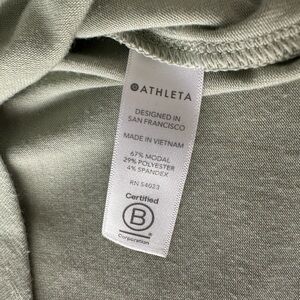 ATHLETA
DESIGNED IN
SAN FRANCISCO
MADE IN VIETNAM
67% MODAL
29% POLYESTER
4% SPANDEX
RN 54023
Certified
B
Corporation